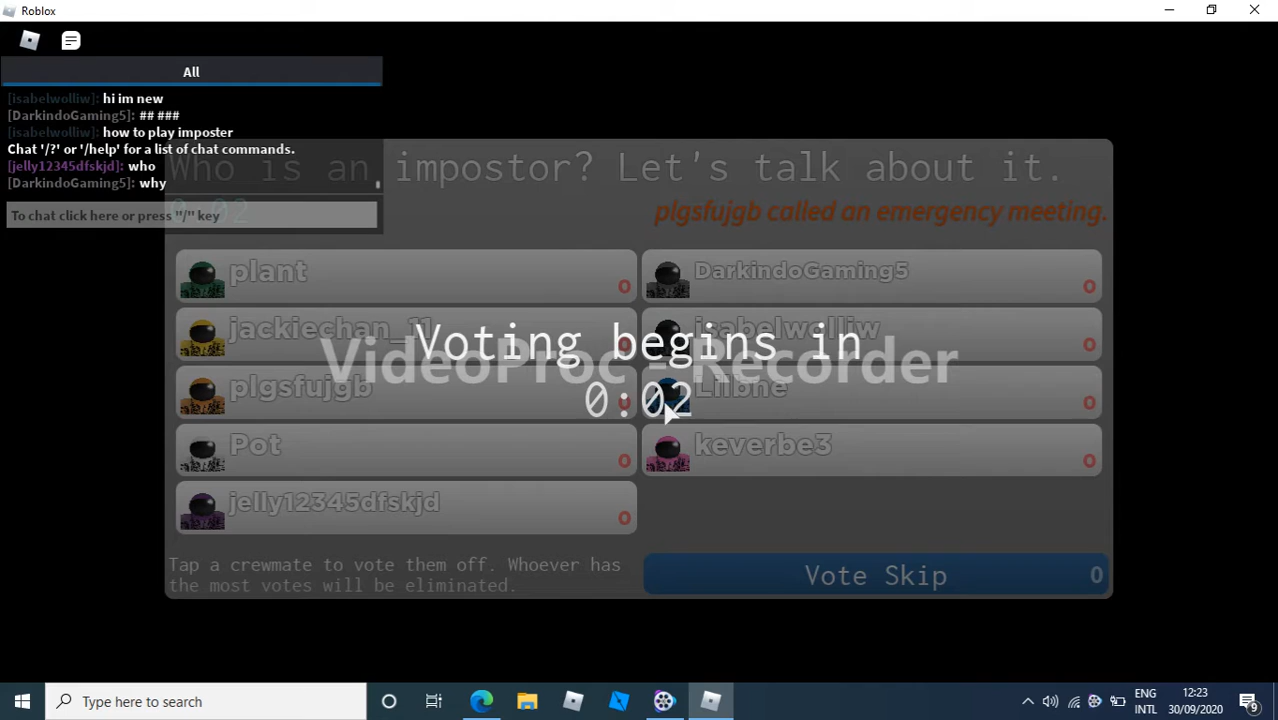 Roblox
All
[isabelwolliw]: hi im new
[DarkindoGaming5]: ## ###
[isabelwolliw]: how to play imposter
Chat '/?' or '/help' for a list of chat commands.
[jelly12345dfskjd]: who
[DarkindoGaming5]: why
To chat click here or press "/" key
Who is an impostor? Let's talk about it.
0:02
plgsfujgb called an emergency meeting.
plant 0
DarkindoGaming5 0
jackiechan_11 0
isabelwolliw 0
Voting begins in
0:02
VideoProc - Recorder
plgsfujgb 0
Lilbne 0
Pot 0
keverbe3 0
jelly12345dfskjd 0
Tap a crewmate to vote them off. Whoever has
the most votes will be eliminated.
Vote Skip 0
Type here to search
ENG
INTL
12:23
30/09/2020
9